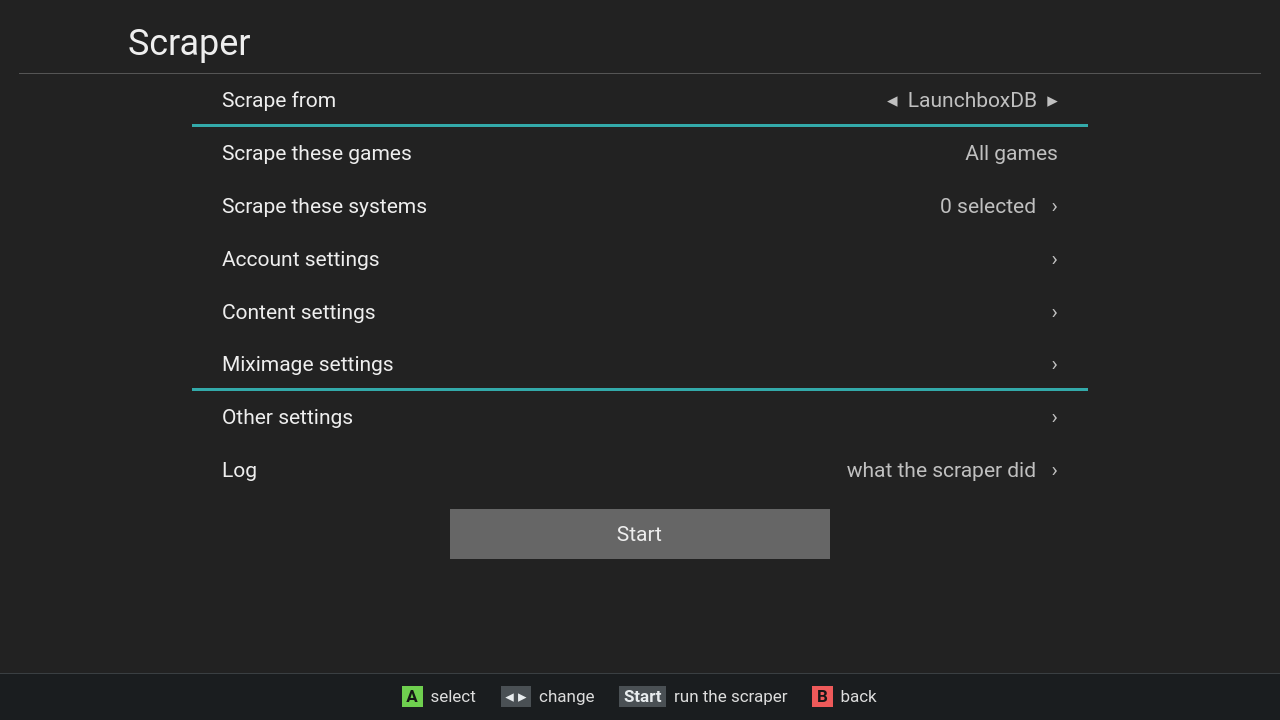 Scraper
Scrape from ◀ LaunchboxDB ▶
Scrape these games All games
Scrape these systems 0 selected ›
Account settings ›
Content settings ›
Miximage settings ›
Other settings ›
Log what the scraper did ›
Start
A select ◀ ▶ change Start run the scraper B back